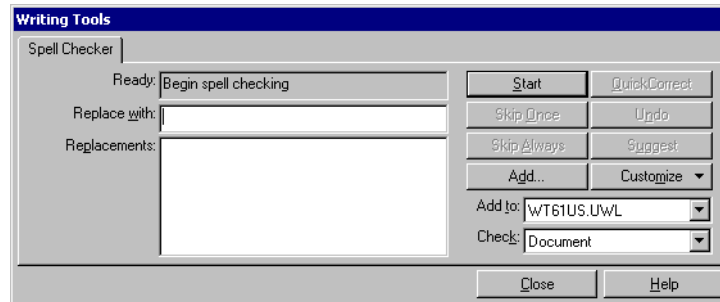 Writing Tools
Spell Checker
Ready: Begin spell checking
Replace with:
Replacements:
Start QuickCorrect
Skip Once Undo
Skip Always Suggest
Add... Customize
Add to: WT61US.UWL
Check: Document
Close Help